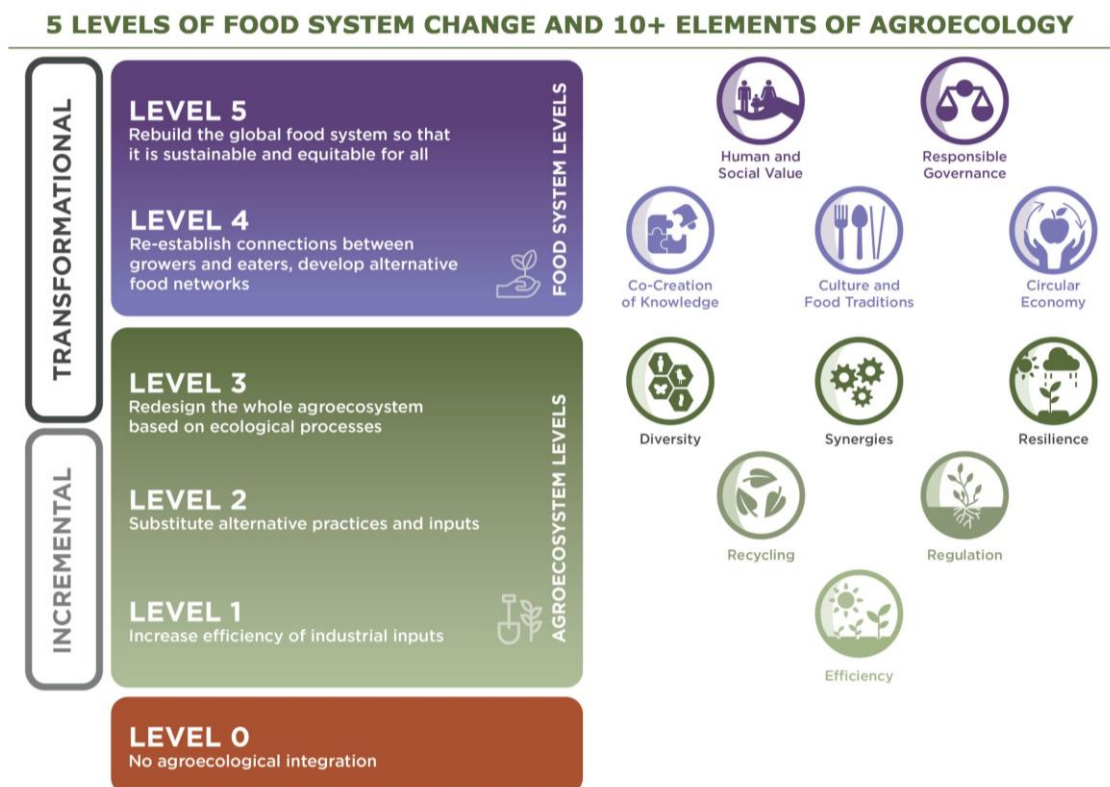 5 LEVELS OF FOOD SYSTEM CHANGE AND 10+ ELEMENTS OF AGROECOLOGY
TRANSFORMATIONAL
INCREMENTAL
LEVEL 5
Rebuild the global food system so that
it is sustainable and equitable for all
LEVEL 4
Re-establish connections between
growers and eaters, develop alternative
food networks
FOOD SYSTEM LEVELS
LEVEL 3
Redesign the whole agroecosystem
based on ecological processes
LEVEL 2
Substitute alternative practices and inputs
LEVEL 1
Increase efficiency of industrial inputs
AGROECOSYSTEM LEVELS
LEVEL 0
No agroecological integration
Human and
Social Value
Responsible
Governance
Co-Creation
of Knowledge
Culture and
Food Traditions
Circular
Economy
Diversity
Synergies
Resilience
Recycling
Regulation
Efficiency